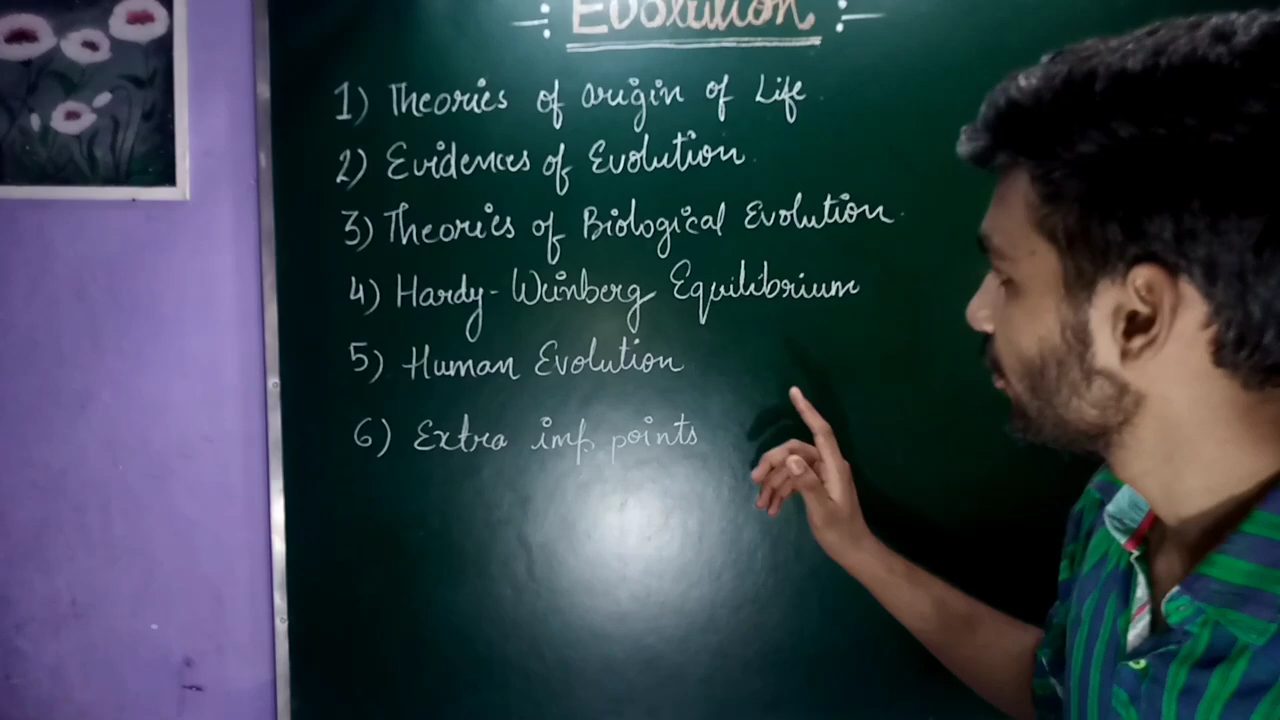 Evolution
1) Theories of origin of Life
2) Evidences of Evolution
3) Theories of Biological Evolution
4) Hardy-Weinberg Equilibrium
5) Human Evolution
6) Extra imp. points